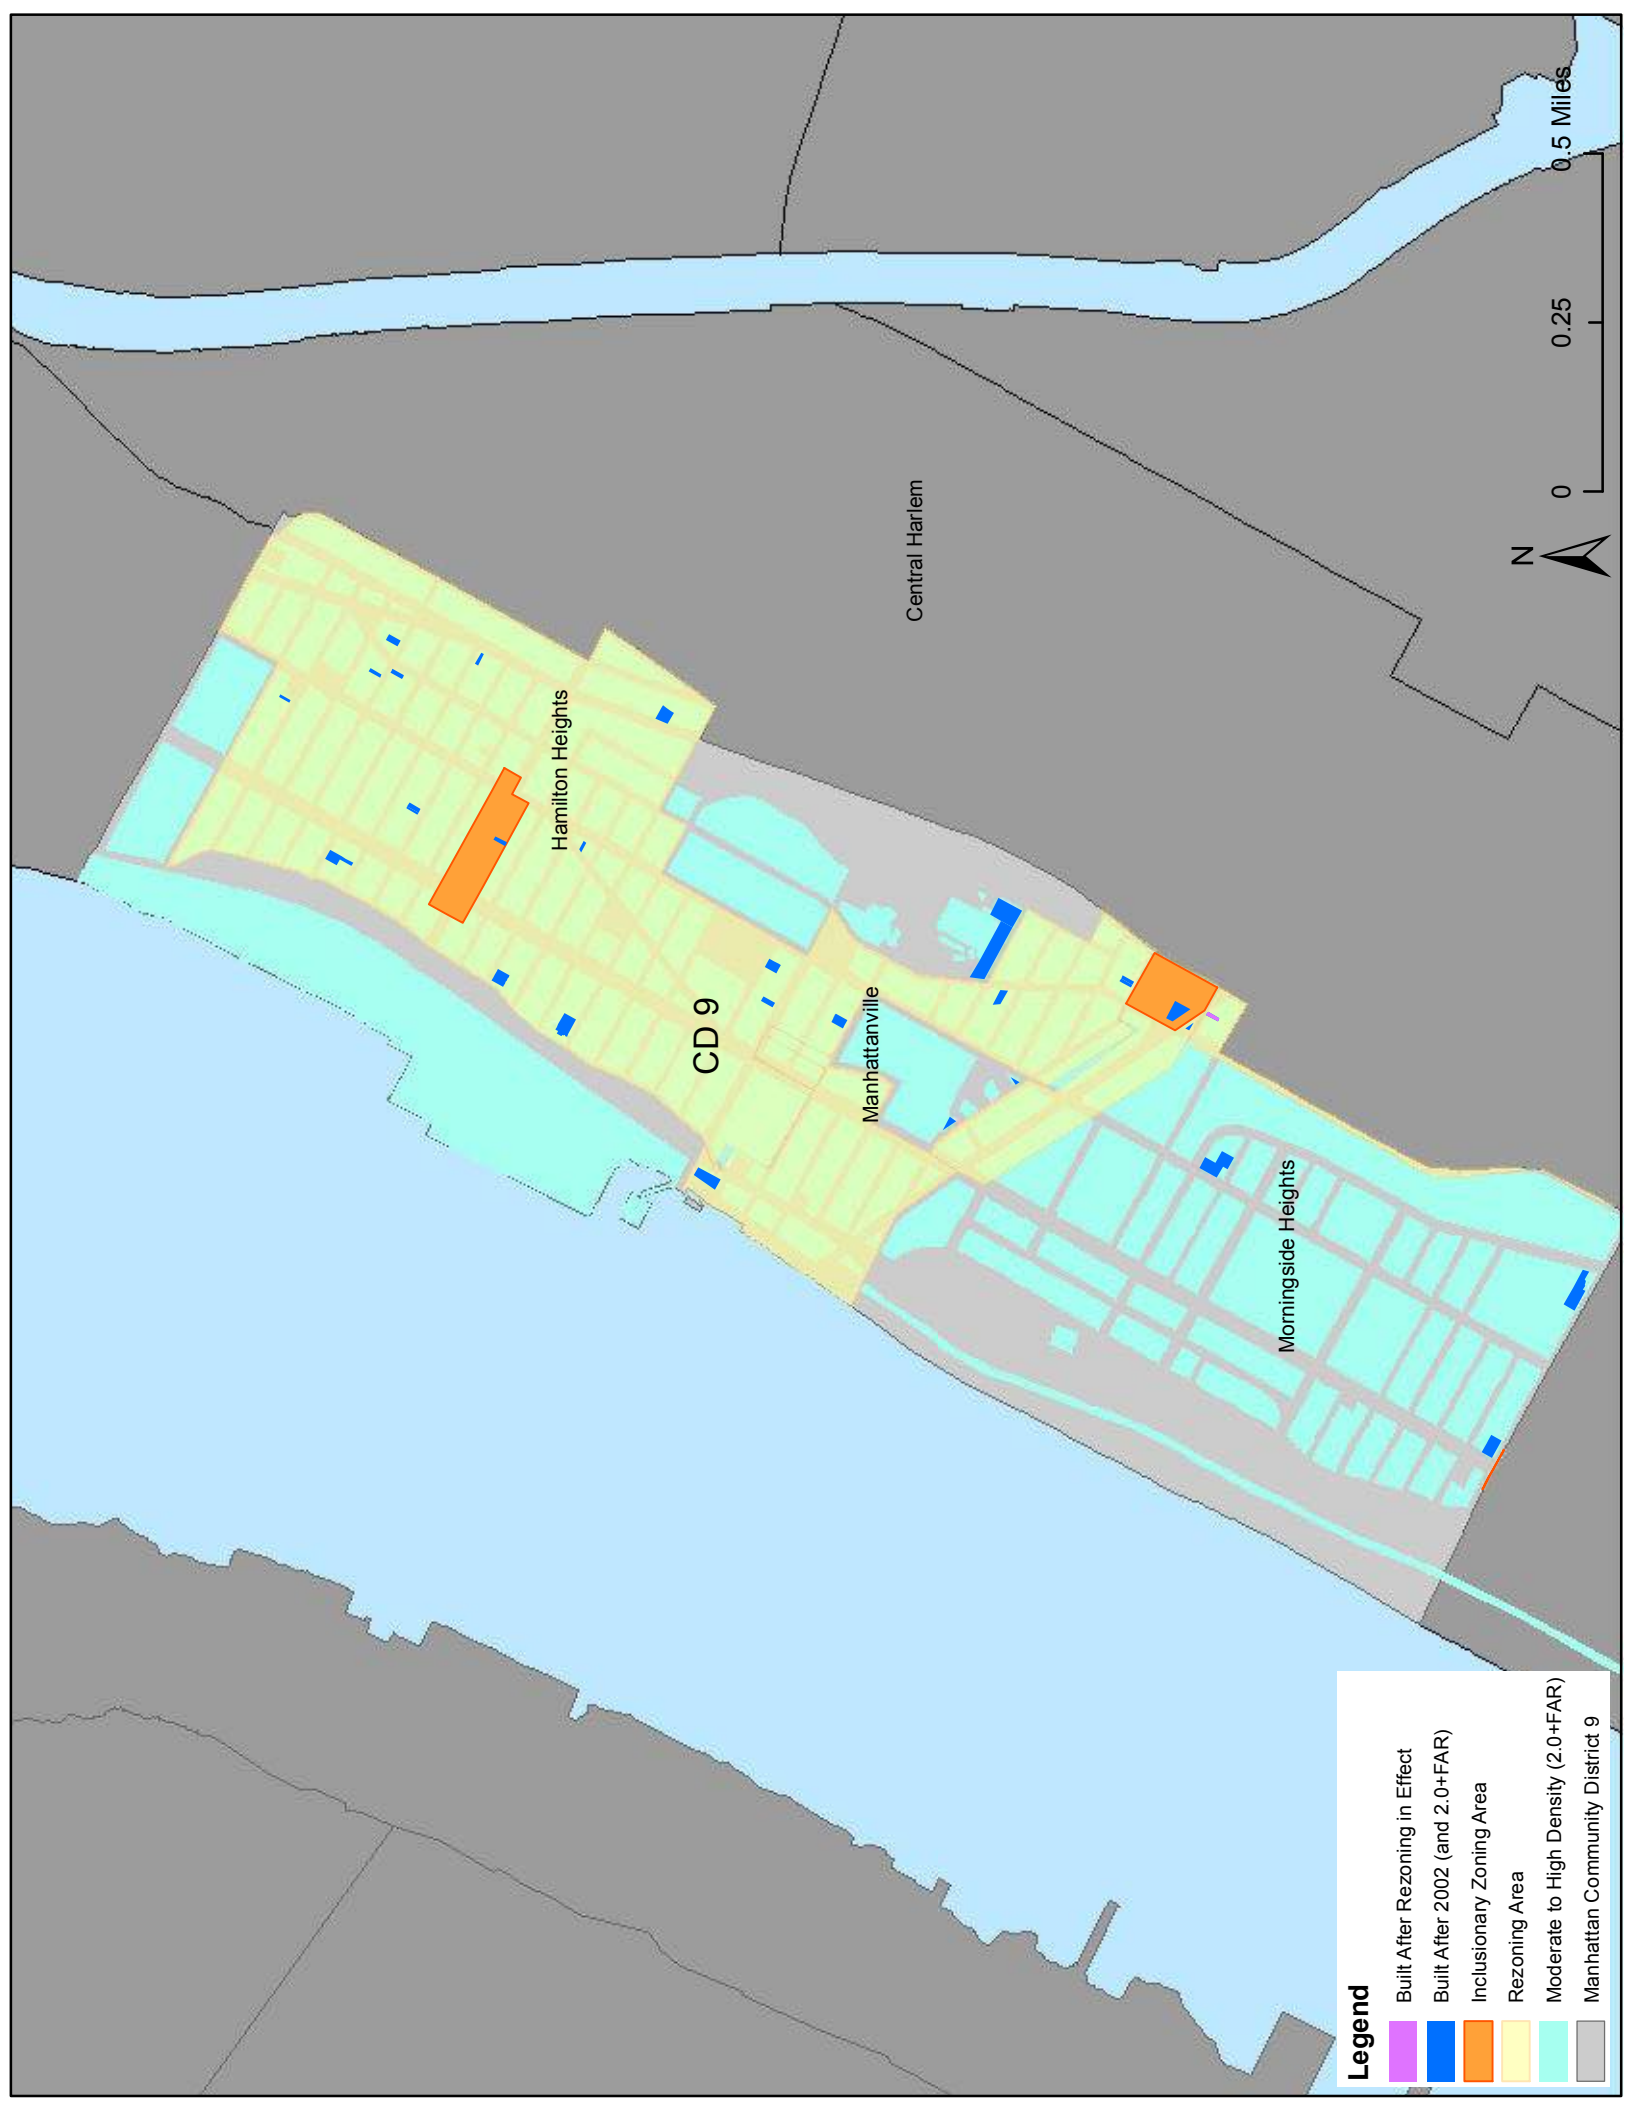 Hamilton Heights
Central Harlem
CD 9
Manhattanville
Morningside Heights
N
0
0.25
0.5 Miles
Legend
Built After Rezoning in Effect
Built After 2002 (and 2.0+FAR)
Inclusionary Zoning Area
Rezoning Area
Moderate to High Density (2.0+FAR)
Manhattan Community District 9